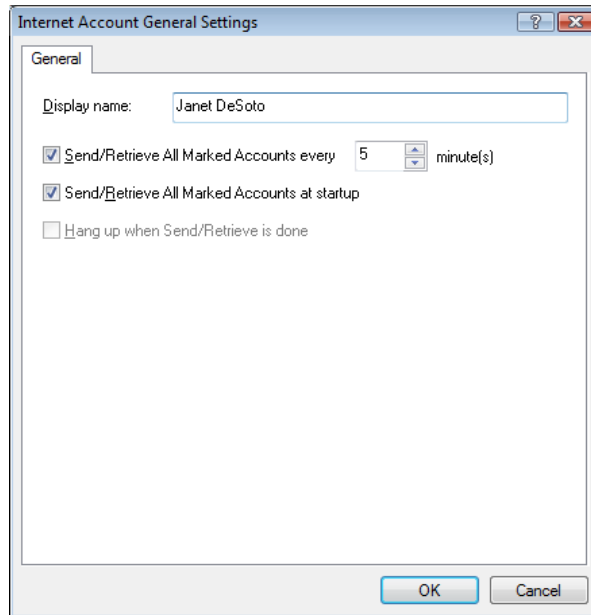 Internet Account General Settings
General
Display name: Janet DeSoto
Send/Retrieve All Marked Accounts every 5 minute(s)
Send/Retrieve All Marked Accounts at startup
Hang up when Send/Retrieve is done
OK Cancel